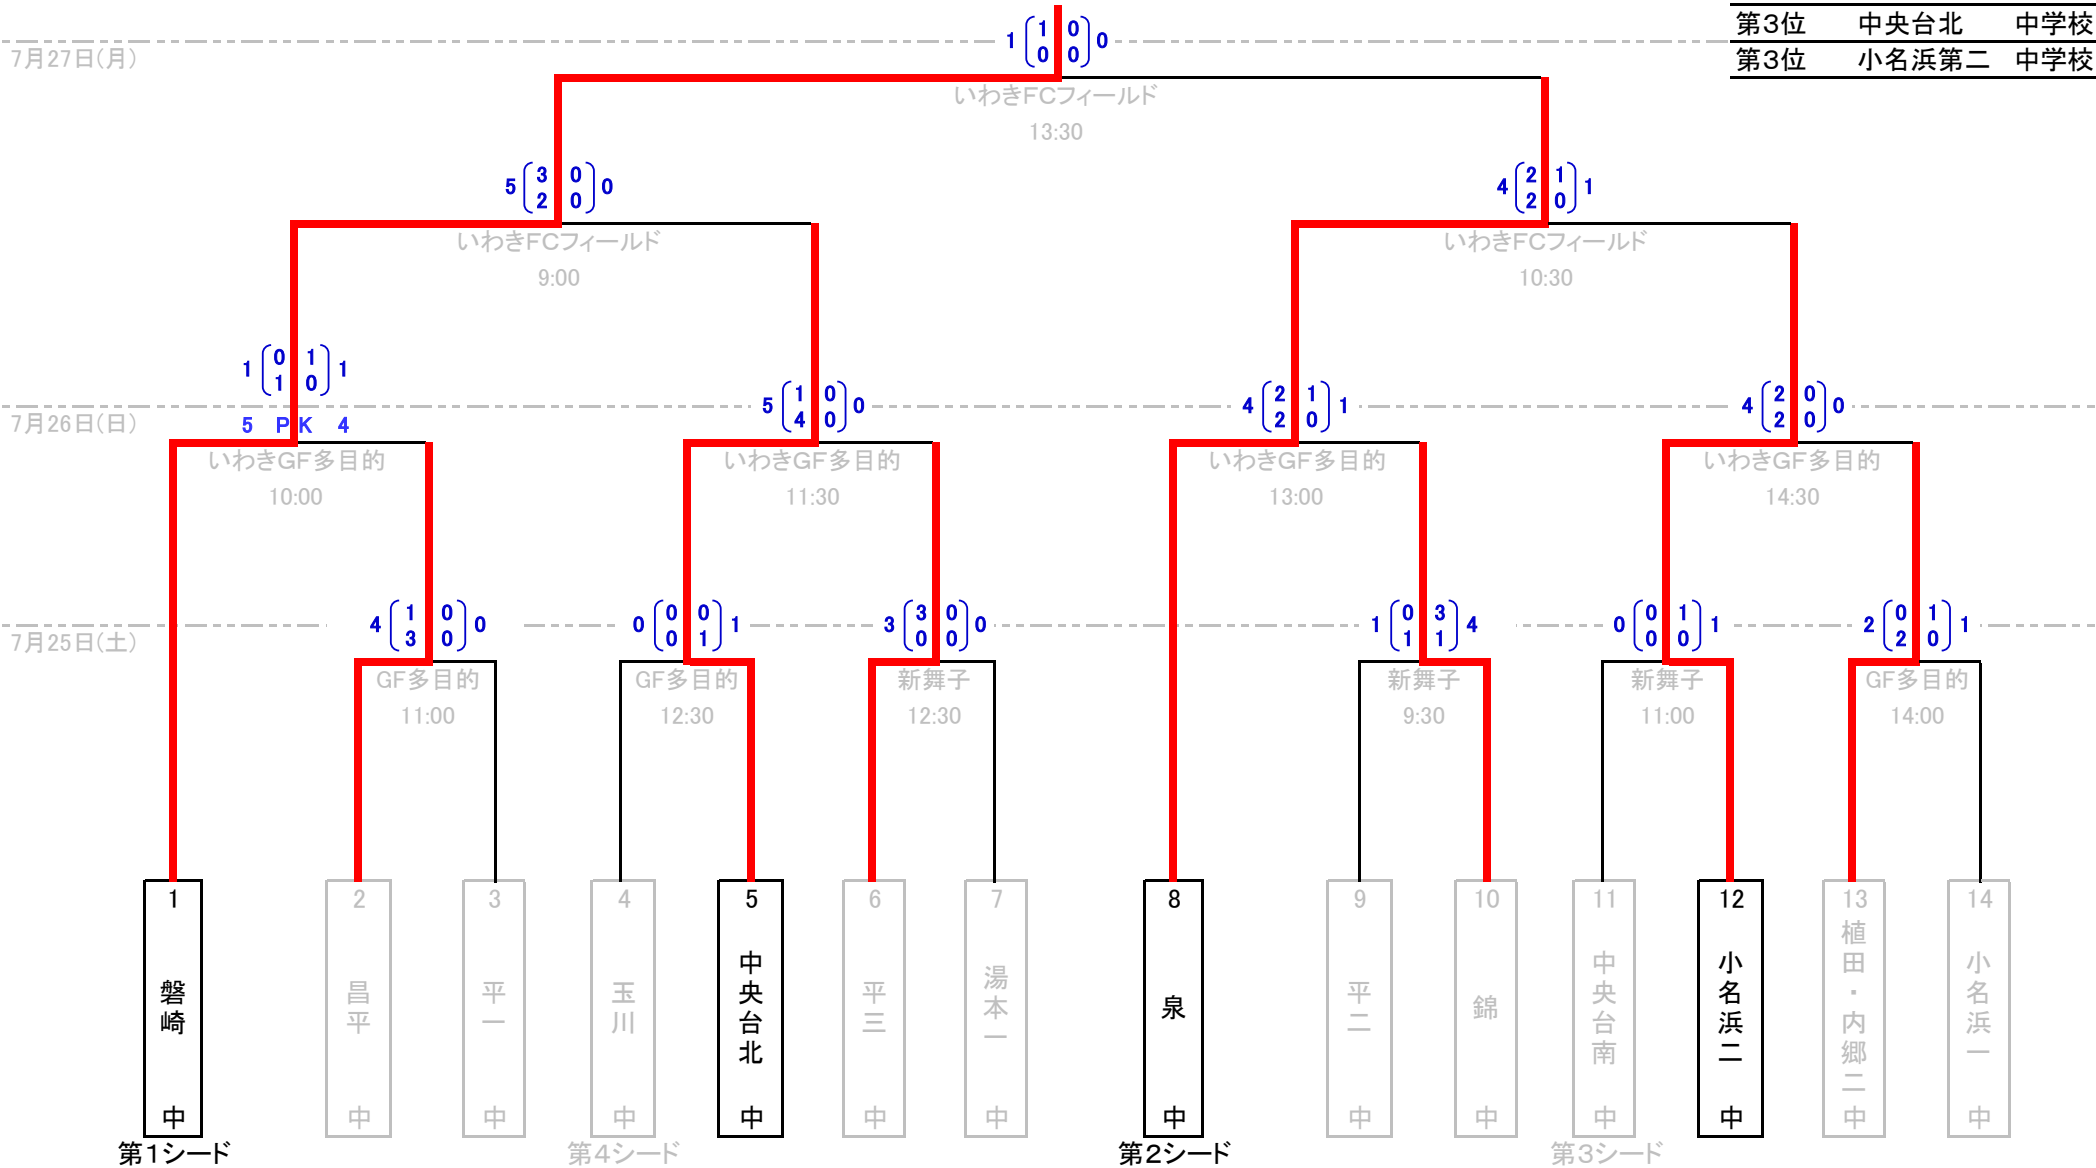 第３位 中央台北 中学校
第３位 小名浜第二 中学校
1 1 0 0
0 0
7月27日(月)
いわきFCフィールド
13:30
5 3 0 0
2 0
4 2 1 1
2 0
いわきFCフィールド
9:00
いわきFCフィールド
10:30
1 0 1 1
1 0
5 PK 4
5 1 0 0
4 0
4 2 1 1
2 0
4 2 0 0
2 0
7月26日(日)
いわきGF多目的
10:00
いわきGF多目的
11:30
いわきGF多目的
13:00
いわきGF多目的
14:30
4 1 0 0
3 0
0 0 0 1
0 1
3 3 0 0
0 0
1 0 3 4
1 1
0 0 1 1
0 0
2 0 1 1
2 0
7月25日(土)
GF多目的
11:00
GF多目的
12:30
新舞子
12:30
新舞子
9:30
新舞子
11:00
GF多目的
14:00
1 磐崎 中
2 昌平 中
3 平一 中
4 玉川 中
5 中央台北 中
6 平三 中
7 湯本一 中
8 泉 中
9 平二 中
10 錦 中
11 中央台南 中
12 小名浜二 中
13 植田・内郷二 中
14 小名浜一 中
第１シード
第４シード
第２シード
第３シード